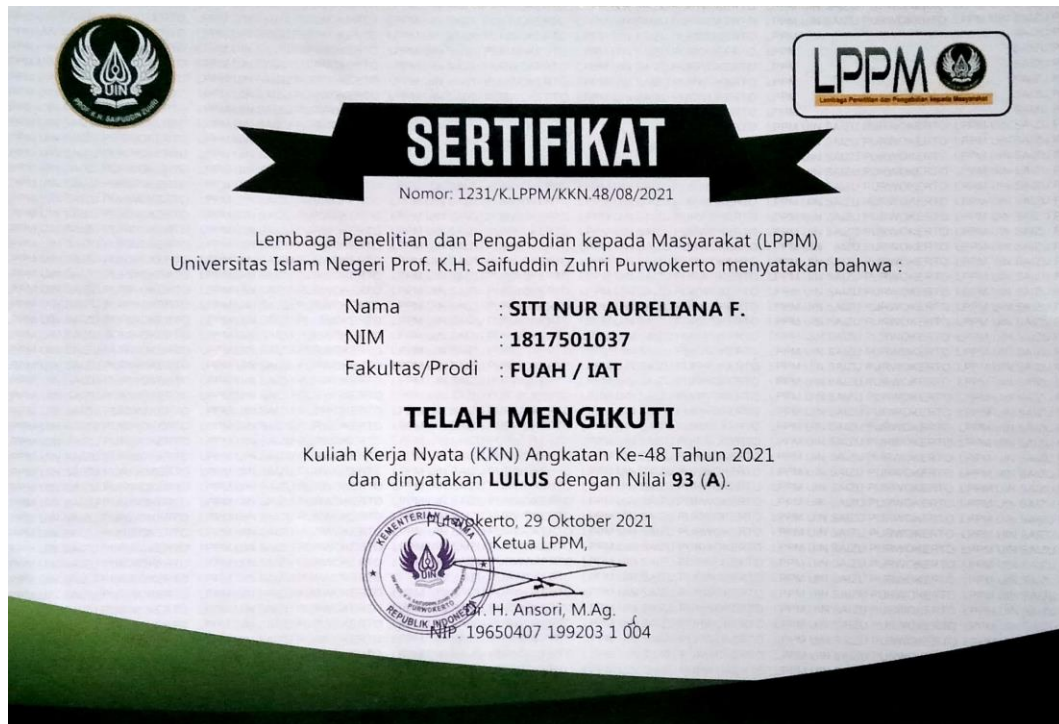 UIN
PROF. K.H. SAIFUDDIN ZUHRI
LPPM
Lembaga Penelitian dan Pengabdian kepada Masyarakat
SERTIFIKAT
Nomor: 1231/K.LPPM/KKN.48/08/2021
Lembaga Penelitian dan Pengabdian kepada Masyarakat (LPPM)
Universitas Islam Negeri Prof. K.H. Saifuddin Zuhri Purwokerto menyatakan bahwa :
Nama : SITI NUR AURELIANA F.
NIM : 1817501037
Fakultas/Prodi : FUAH / IAT
TELAH MENGIKUTI
Kuliah Kerja Nyata (KKN) Angkatan Ke-48 Tahun 2021
dan dinyatakan LULUS dengan Nilai 93 (A).
Purwokerto, 29 Oktober 2021
Ketua LPPM,
KEMENTERIAN AGAMA
UIN
PURWOKERTO
REPUBLIK INDONESIA
Dr. H. Ansori, M.Ag.
NIP. 19650407 199203 1 004